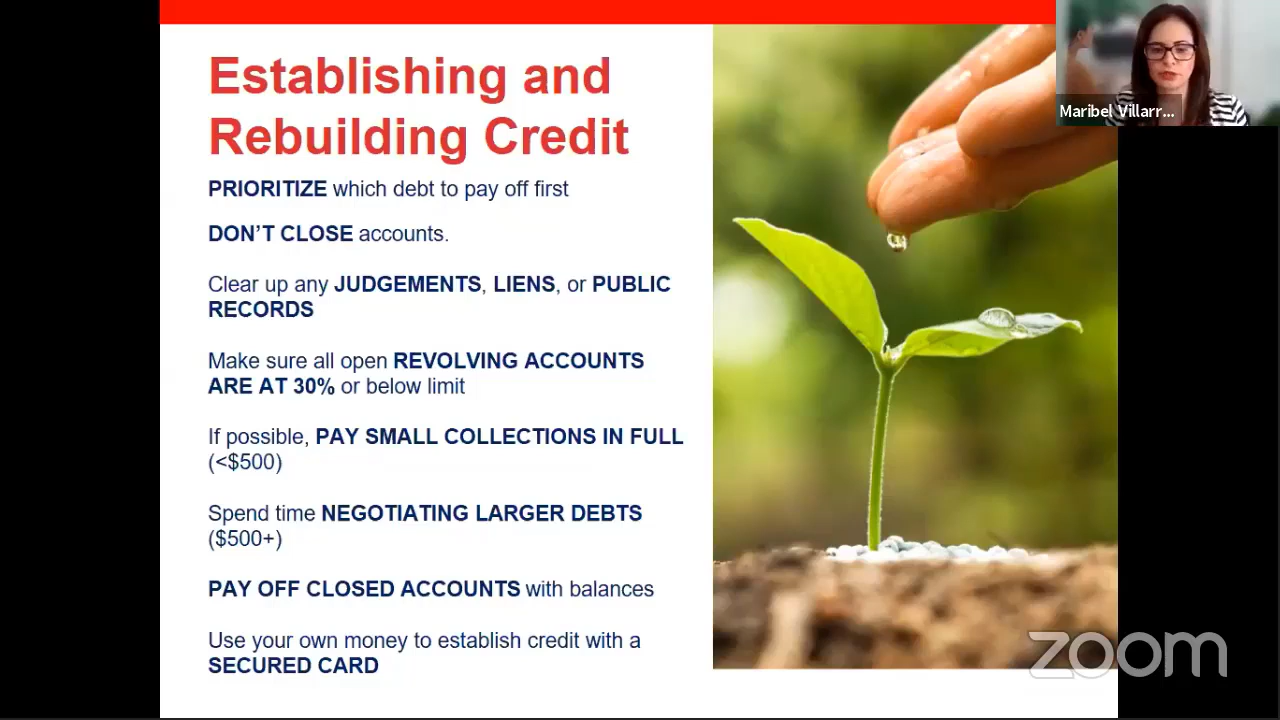 Establishing and
Rebuilding Credit
PRIORITIZE which debt to pay off first
DON'T CLOSE accounts.
Clear up any JUDGEMENTS, LIENS, or PUBLIC
RECORDS
Make sure all open REVOLVING ACCOUNTS
ARE AT 30% or below limit
If possible, PAY SMALL COLLECTIONS IN FULL
(<$500)
Spend time NEGOTIATING LARGER DEBTS
($500+)
PAY OFF CLOSED ACCOUNTS with balances
Use your own money to establish credit with a
SECURED CARD
Maribel Villarr...
zoom